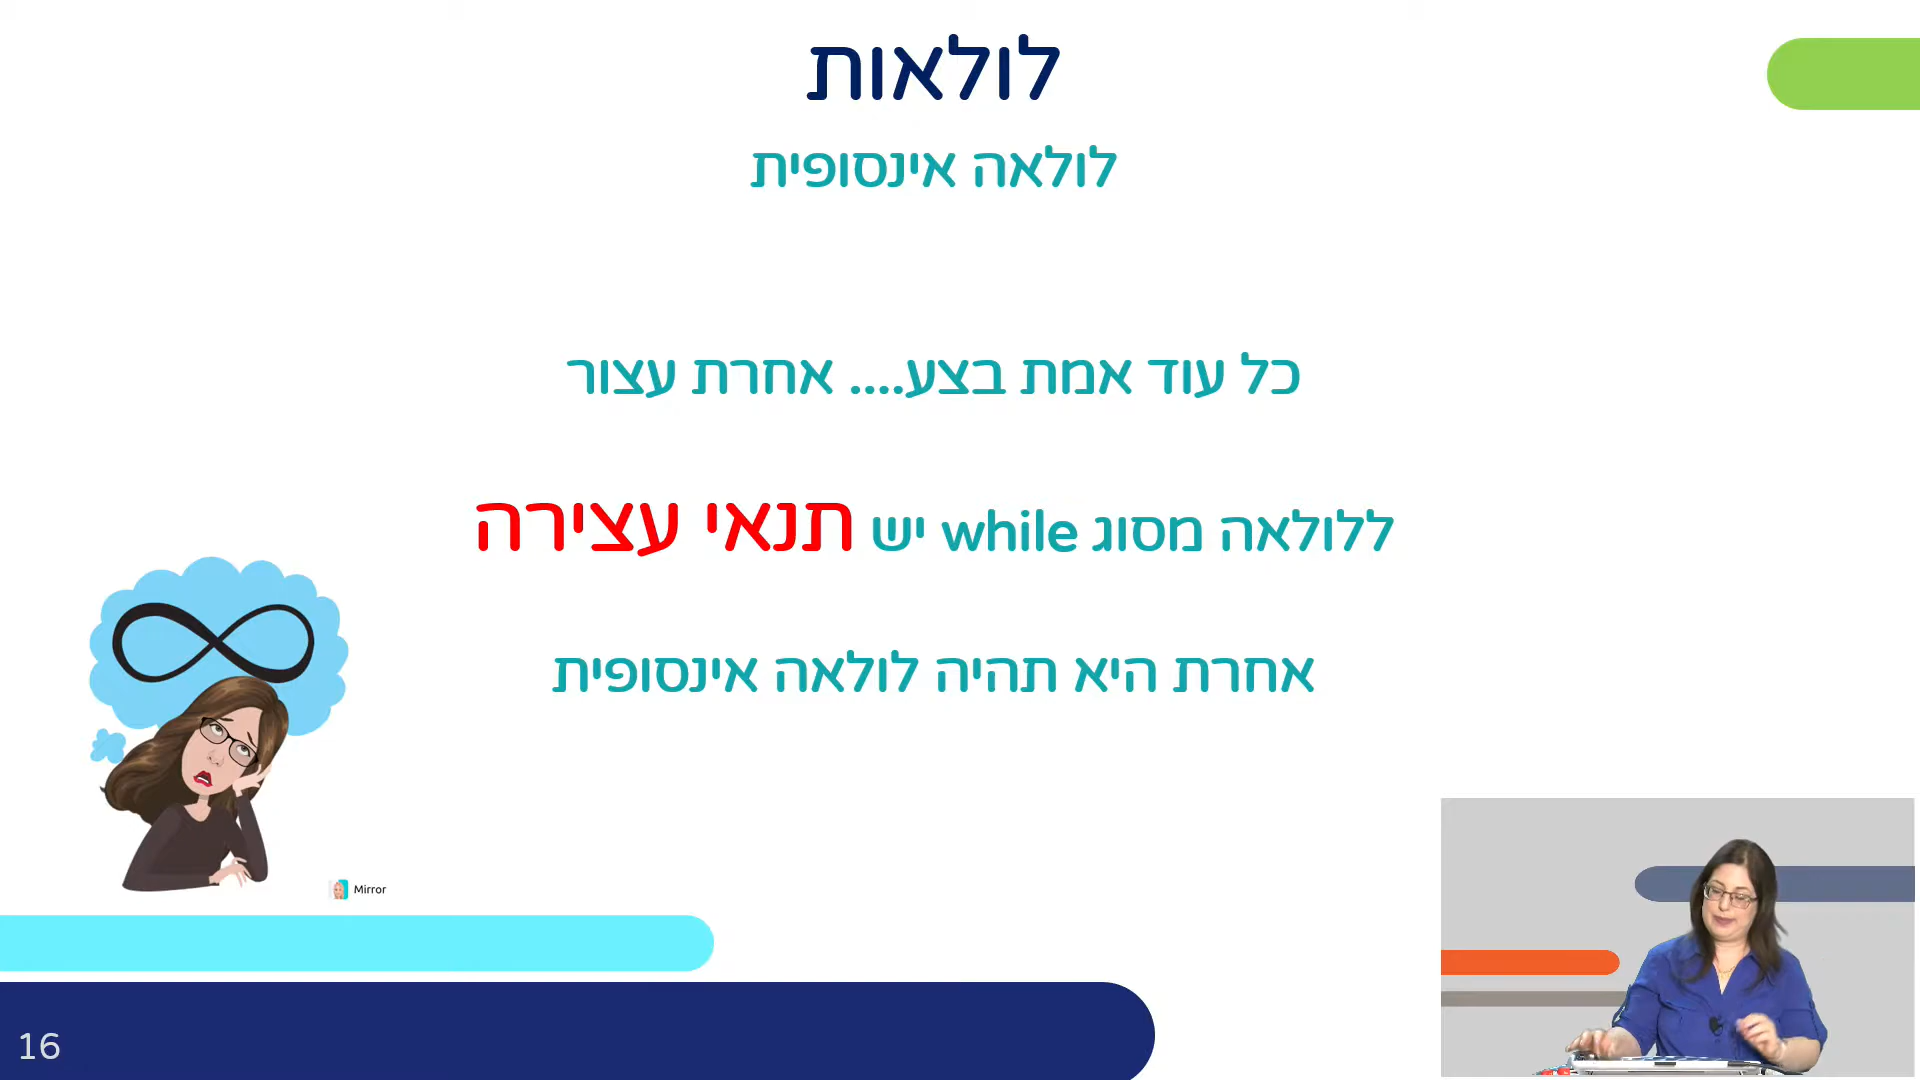 לולאות
לולאה אינסופית
כל עוד אמת בצע.... אחרת עצור
ללולאה מסוג while יש תנאי עצירה
אחרת היא תהיה לולאה אינסופית
Mirror
16